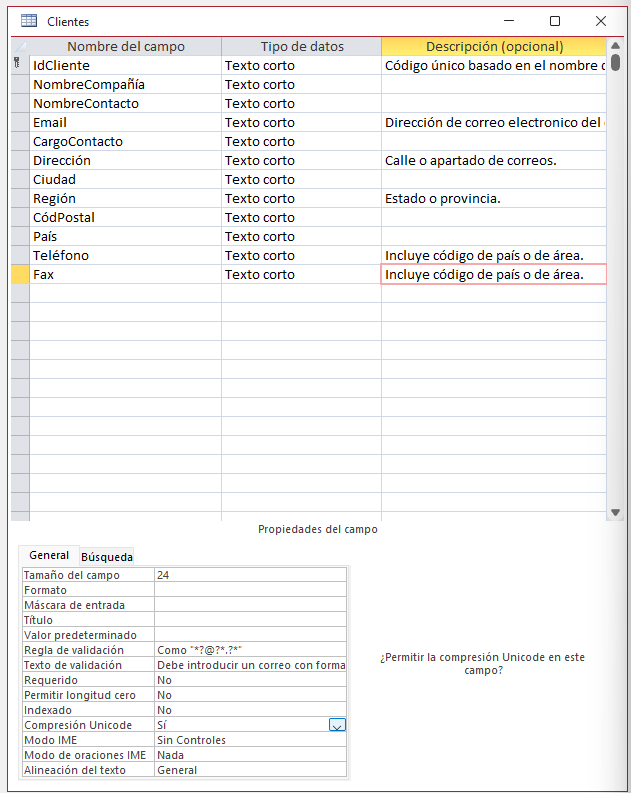 Clientes
Nombre del campo Tipo de datos Descripción (opcional)
IdCliente Texto corto Código único basado en el nombre
NombreCompañía Texto corto
NombreContacto Texto corto
Email Texto corto Dirección de correo electronico del
CargoContacto Texto corto
Dirección Texto corto Calle o apartado de correos.
Ciudad Texto corto
Región Texto corto Estado o provincia.
CódPostal Texto corto
País Texto corto
Teléfono Texto corto Incluye código de país o de área.
Fax Texto corto Incluye código de país o de área.
Propiedades del campo
General Búsqueda
Tamaño del campo 24
Formato
Máscara de entrada
Título
Valor predeterminado
Regla de validación Como "*?@?*.?*"
Texto de validación Debe introducir un correo con forma
Requerido No
Permitir longitud cero No
Indexado No
Compresión Unicode Sí
Modo IME Sin Controles
Modo de oraciones IME Nada
Alineación del texto General
¿Permitir la compresión Unicode en este
campo?